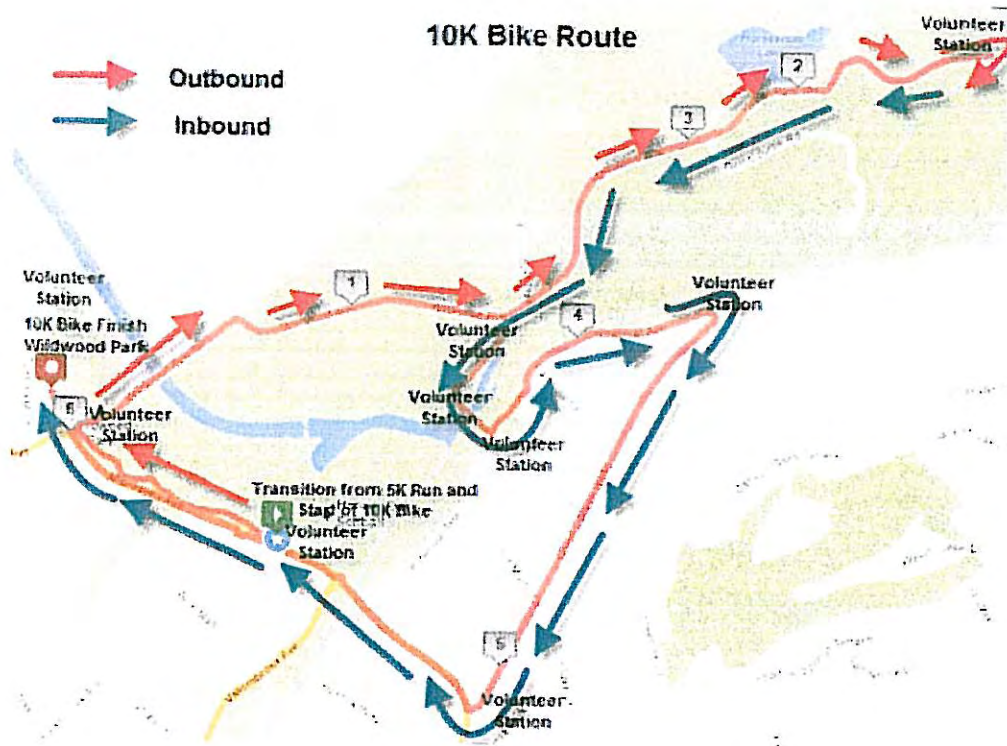 10K Bike Route
Volunteer
Station
Outbound
Inbound
2
3
Volunteer
Station
10K Bike Finish
Wildwood Park
1
Volunteer
Station
4
Volunteer
Station
6
Volunteer
Station
Volunteer
Station
Volunteer
Station
Transition from 5K Run and
Start of 10K Bike
Volunteer
Station
5
Volunteer
Station